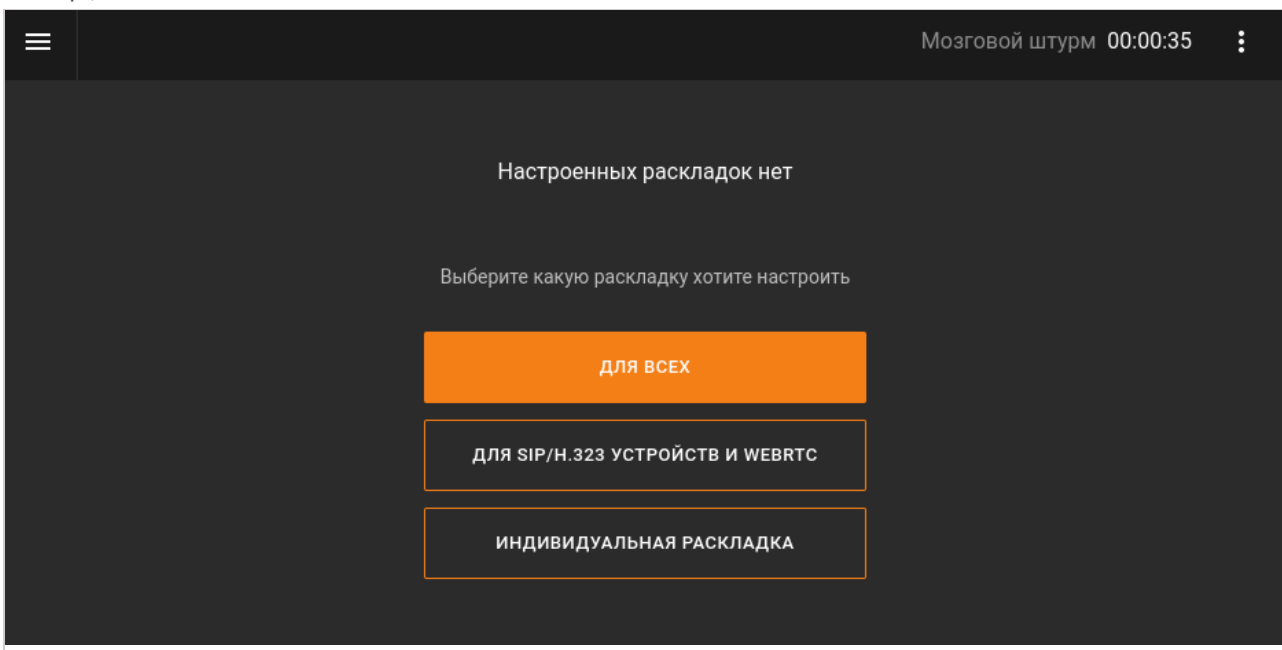 Мозговой штурм 00:00:35
Настроенных раскладок нет
Выберите какую раскладку хотите настроить
ДЛЯ ВСЕХ
ДЛЯ SIP/H.323 УСТРОЙСТВ И WEBRTC
ИНДИВИДУАЛЬНАЯ РАСКЛАДКА